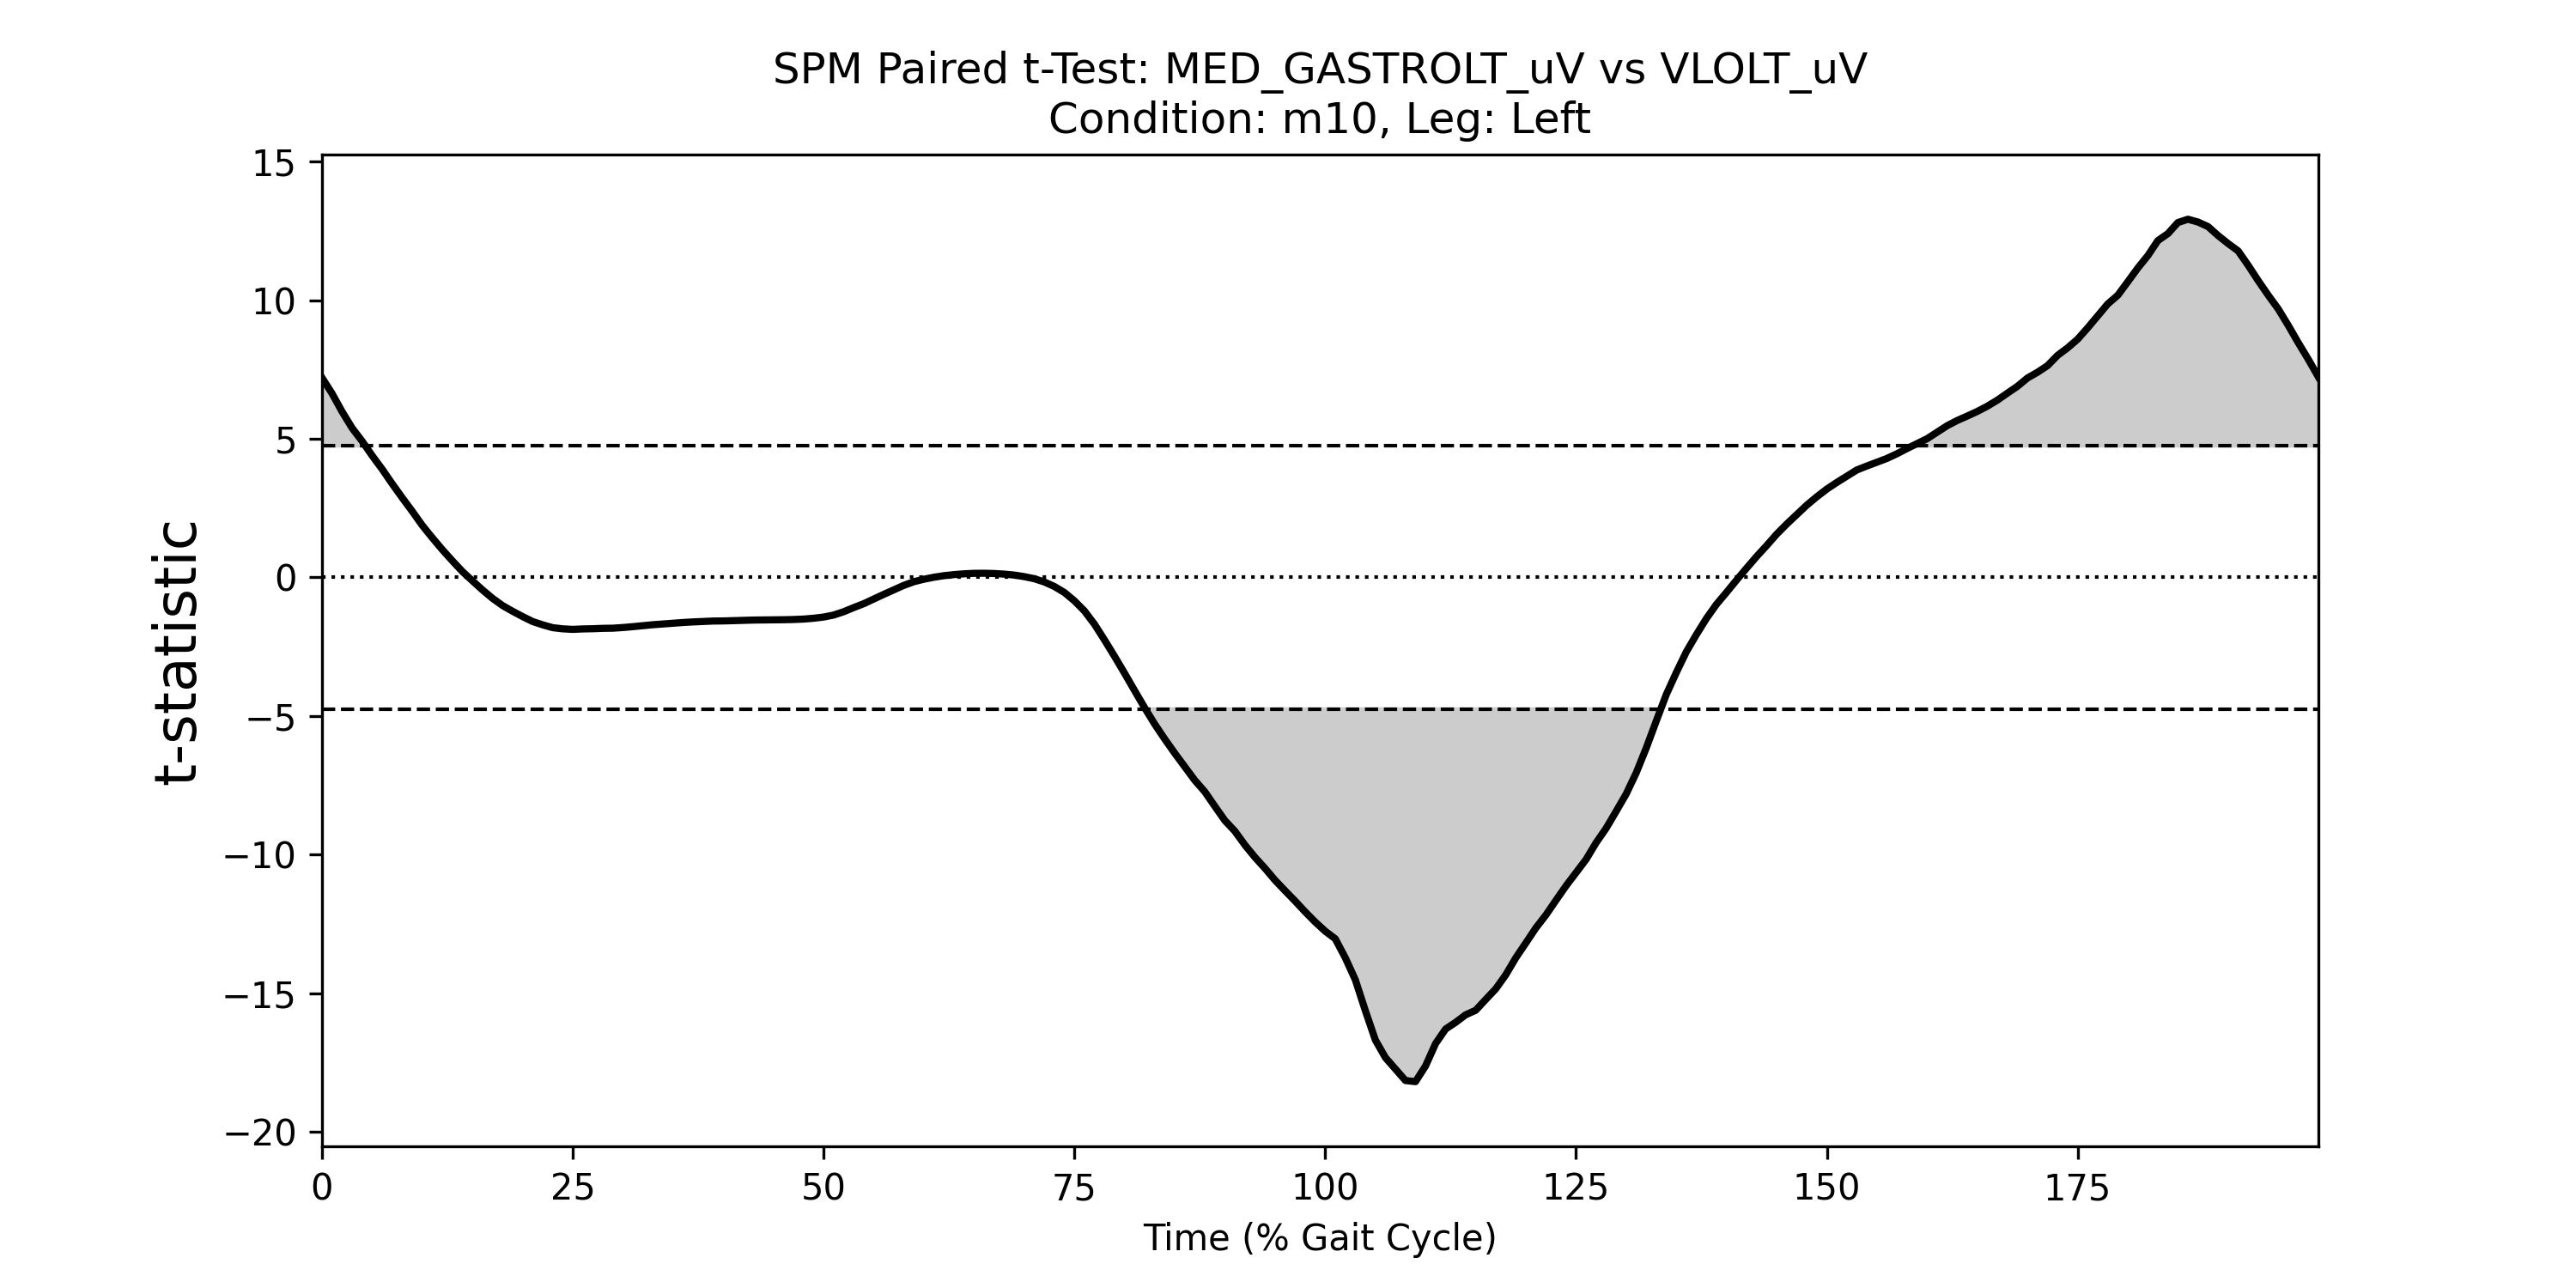 SPM Paired t-Test: MED_GASTROLT_uV vs VLOLT_uV
Condition: m10, Leg: Left
15
10
5
0
−5
−10
−15
−20
t-statistic
0 25 50 75 100 125 150 175
Time (% Gait Cycle)